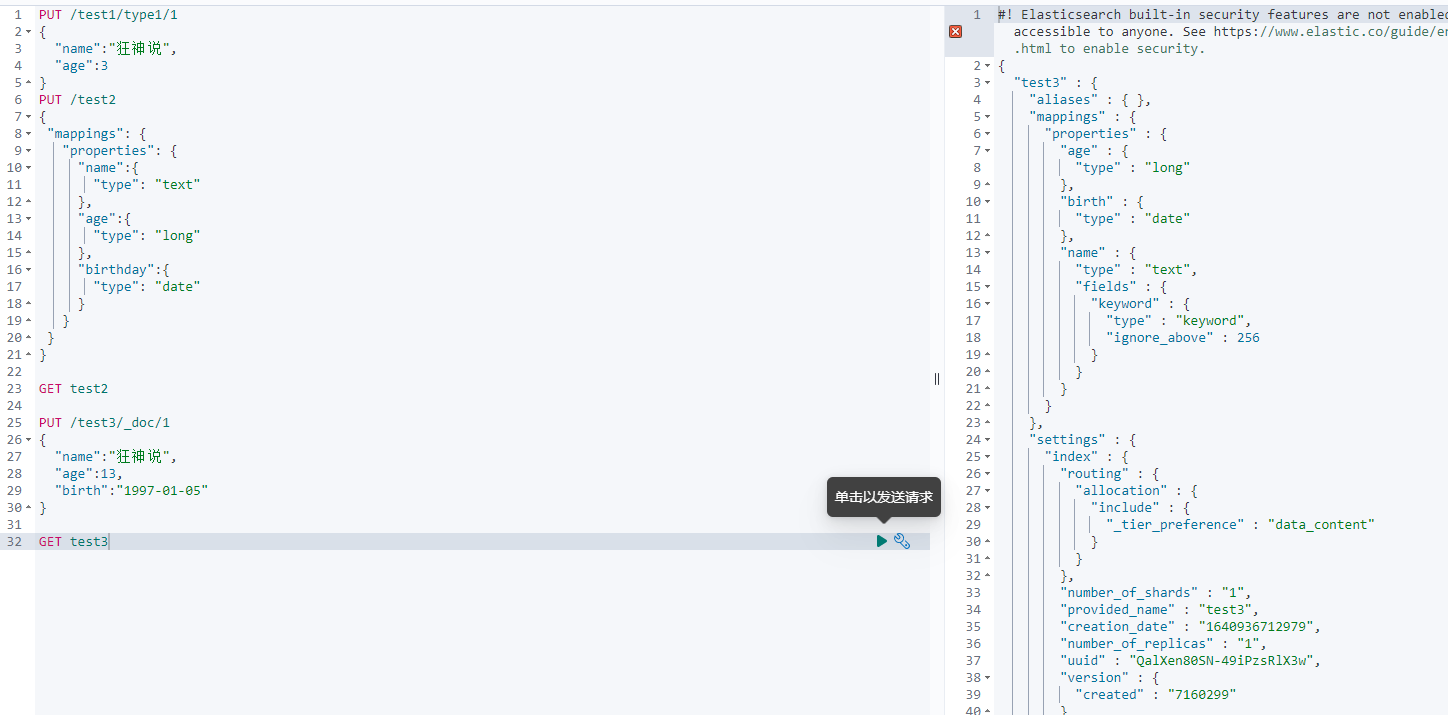 1 PUT /test1/type1/1
2 {
3 "name":"狂神说",
4 "age":3
5 }
6 PUT /test2
7 {
8 "mappings": {
9 "properties": {
10 "name":{
11 "type": "text"
12 },
13 "age":{
14 "type": "long"
15 },
16 "birthday":{
17 "type": "date"
18 }
19 }
20 }
21 }
22
23 GET test2
24
25 PUT /test3/_doc/1
26 {
27 "name":"狂神说",
28 "age":13,
29 "birth":"1997-01-05"
30 }
31
32 GET test3
单击以发送请求
1 #! Elasticsearch built-in security features are not enabled
accessible to anyone. See https://www.elastic.co/guide/en
.html to enable security.
2 {
3 "test3" : {
4 "aliases" : { },
5 "mappings" : {
6 "properties" : {
7 "age" : {
8 "type" : "long"
9 },
10 "birth" : {
11 "type" : "date"
12 },
13 "name" : {
14 "type" : "text",
15 "fields" : {
16 "keyword" : {
17 "type" : "keyword",
18 "ignore_above" : 256
19 }
20 }
21 }
22 }
23 },
24 "settings" : {
25 "index" : {
26 "routing" : {
27 "allocation" : {
28 "include" : {
29 "_tier_preference" : "data_content"
30 }
31 }
32 },
33 "number_of_shards" : "1",
34 "provided_name" : "test3",
35 "creation_date" : "1640936712979",
36 "number_of_replicas" : "1",
37 "uuid" : "QalXen80SN-49iPzsRlX3w",
38 "version" : {
39 "created" : "7160299"
40 }